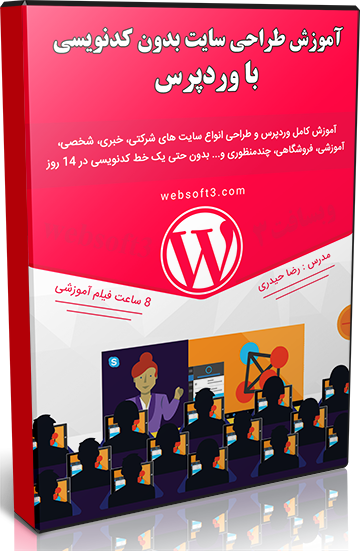 آموزش طراحی سایت بدون کدنویسی
با وردپرس
آموزش کامل وردپرس و طراحی انواع سایت های شرکتی، خبری، شخصی،
آموزشی، فروشگاهی، چندمنظوری و... بدون حتی یک خط کدنویسی در 14 روز
websoft3.com
مدرس : رضا حیدری
8 ساعت فیلم آموزشی